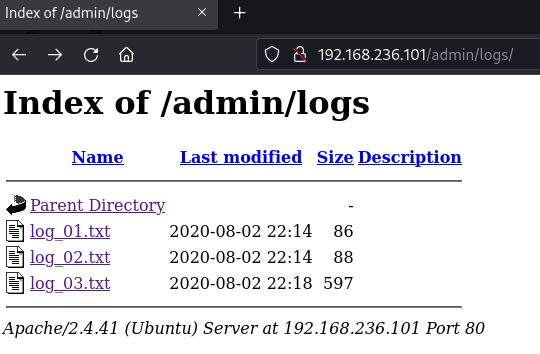 Index of /admin/logs
192.168.236.101/admin/logs/
Index of /admin/logs
Name Last modified Size Description
Parent Directory -
log_01.txt 2020-08-02 22:14 86
log_02.txt 2020-08-02 22:14 88
log_03.txt 2020-08-02 22:18 597
Apache/2.4.41 (Ubuntu) Server at 192.168.236.101 Port 80